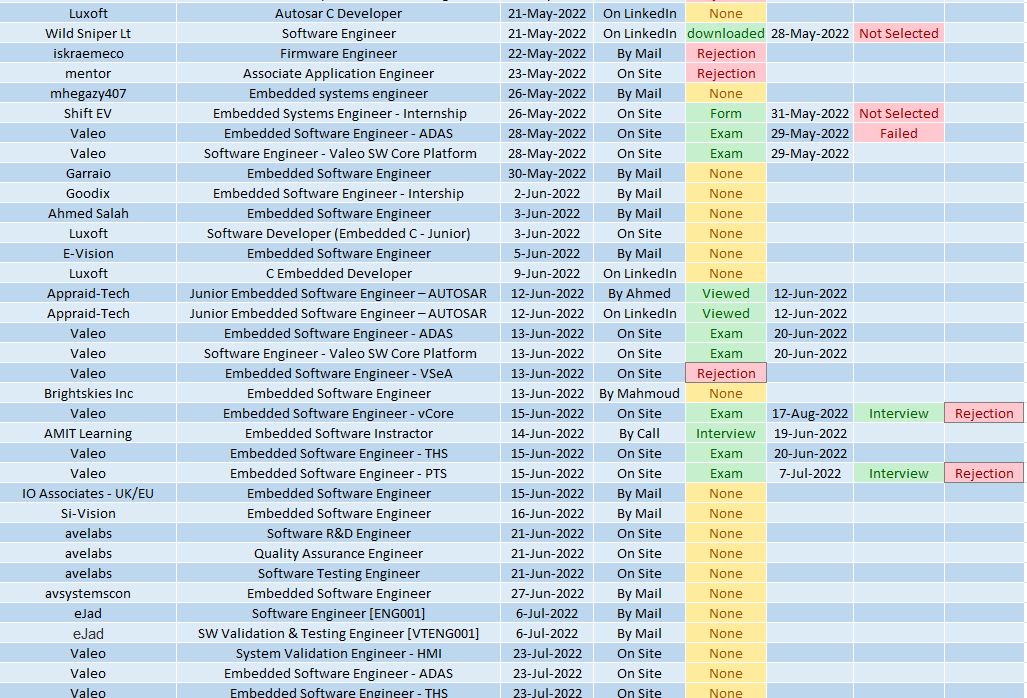 Luxoft Autosar C Developer 21-May-2022 On LinkedIn None
Wild Sniper Lt Software Engineer 21-May-2022 On LinkedIn downloaded 28-May-2022 Not Selected
iskraemeco Firmware Engineer 22-May-2022 By Mail Rejection
mentor Associate Application Engineer 23-May-2022 On Site Rejection
mhegazy407 Embedded systems engineer 26-May-2022 By Mail None
Shift EV Embedded Systems Engineer - Internship 26-May-2022 On Site Form 31-May-2022 Not Selected
Valeo Embedded Software Engineer - ADAS 28-May-2022 On Site Exam 29-May-2022 Failed
Valeo Software Engineer - Valeo SW Core Platform 28-May-2022 On Site Exam 29-May-2022
Garraio Embedded Software Engineer 30-May-2022 By Mail None
Goodix Embedded Software Engineer - Intership 2-Jun-2022 By Mail None
Ahmed Salah Embedded Software Engineer 3-Jun-2022 By Mail None
Luxoft Software Developer (Embedded C - Junior) 3-Jun-2022 On Site None
E-Vision Embedded Software Engineer 5-Jun-2022 By Mail None
Luxoft C Embedded Developer 9-Jun-2022 On LinkedIn None
Appraid-Tech Junior Embedded Software Engineer – AUTOSAR 12-Jun-2022 By Ahmed Viewed 12-Jun-2022
Appraid-Tech Junior Embedded Software Engineer – AUTOSAR 12-Jun-2022 On LinkedIn Viewed 12-Jun-2022
Valeo Embedded Software Engineer - ADAS 13-Jun-2022 On Site Exam 20-Jun-2022
Valeo Software Engineer - Valeo SW Core Platform 13-Jun-2022 On Site Exam 20-Jun-2022
Valeo Embedded Software Engineer - VSeA 13-Jun-2022 On Site Rejection
Brightskies Inc Embedded Software Engineer 13-Jun-2022 By Mahmoud None
Valeo Embedded Software Engineer - vCore 15-Jun-2022 On Site Exam 17-Aug-2022 Interview Rejection
AMIT Learning Embedded Software Instractor 14-Jun-2022 By Call Interview 19-Jun-2022
Valeo Embedded Software Engineer - THS 15-Jun-2022 On Site Exam 20-Jun-2022
Valeo Embedded Software Engineer - PTS 15-Jun-2022 On Site Exam 7-Jul-2022 Interview Rejection
IO Associates - UK/EU Embedded Software Engineer 15-Jun-2022 By Mail None
Si-Vision Embedded Software Engineer 16-Jun-2022 By Mail None
avelabs Software R&D Engineer 21-Jun-2022 On Site None
avelabs Quality Assurance Engineer 21-Jun-2022 On Site None
avelabs Software Testing Engineer 21-Jun-2022 On Site None
avsystemscon Embedded Software Engineer 27-Jun-2022 By Mail None
eJad Software Engineer [ENG001] 6-Jul-2022 By Mail None
eJad SW Validation & Testing Engineer [VTENG001] 6-Jul-2022 By Mail None
Valeo System Validation Engineer - HMI 23-Jul-2022 On Site None
Valeo Embedded Software Engineer - ADAS 23-Jul-2022 On Site None
Valeo Embedded Software Engineer - THS 23-Jul-2022 On Site None